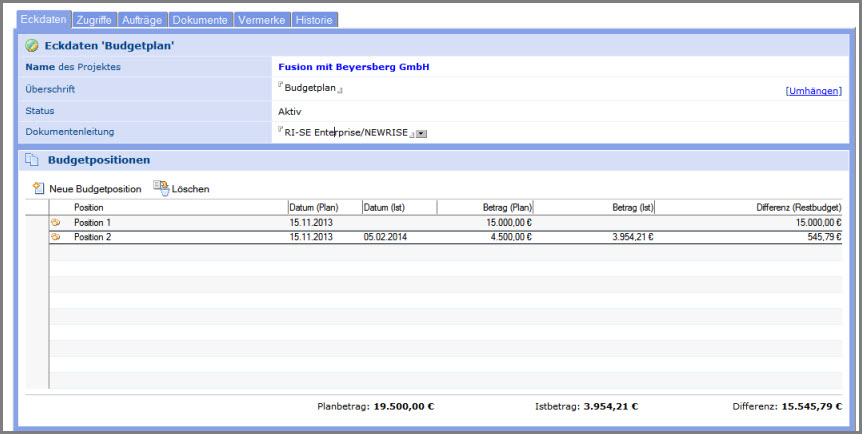 Eckdaten Zugriffe Aufträge Dokumente Vermerke Historie
Eckdaten 'Budgetplan'
Name des Projektes Fusion mit Beyersberg GmbH
Überschrift Budgetplan [Umhängen]
Status Aktiv
Dokumentenleitung RI-SE Enterprise/NEWRISE
Budgetpositionen
Neue Budgetposition Löschen
Position Datum (Plan) Datum (Ist) Betrag (Plan) Betrag (Ist) Differenz (Restbudget)
Position 1 15.11.2013 15.000,00 € 15.000,00 €
Position 2 15.11.2013 05.02.2014 4.500,00 € 3.954,21 € 545,79 €
Planbetrag: 19.500,00 € Istbetrag: 3.954,21 € Differenz: 15.545,79 €